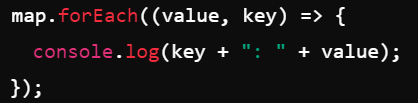 map.forEach((value, key) => {
  console.log(key + ": " + value);
});